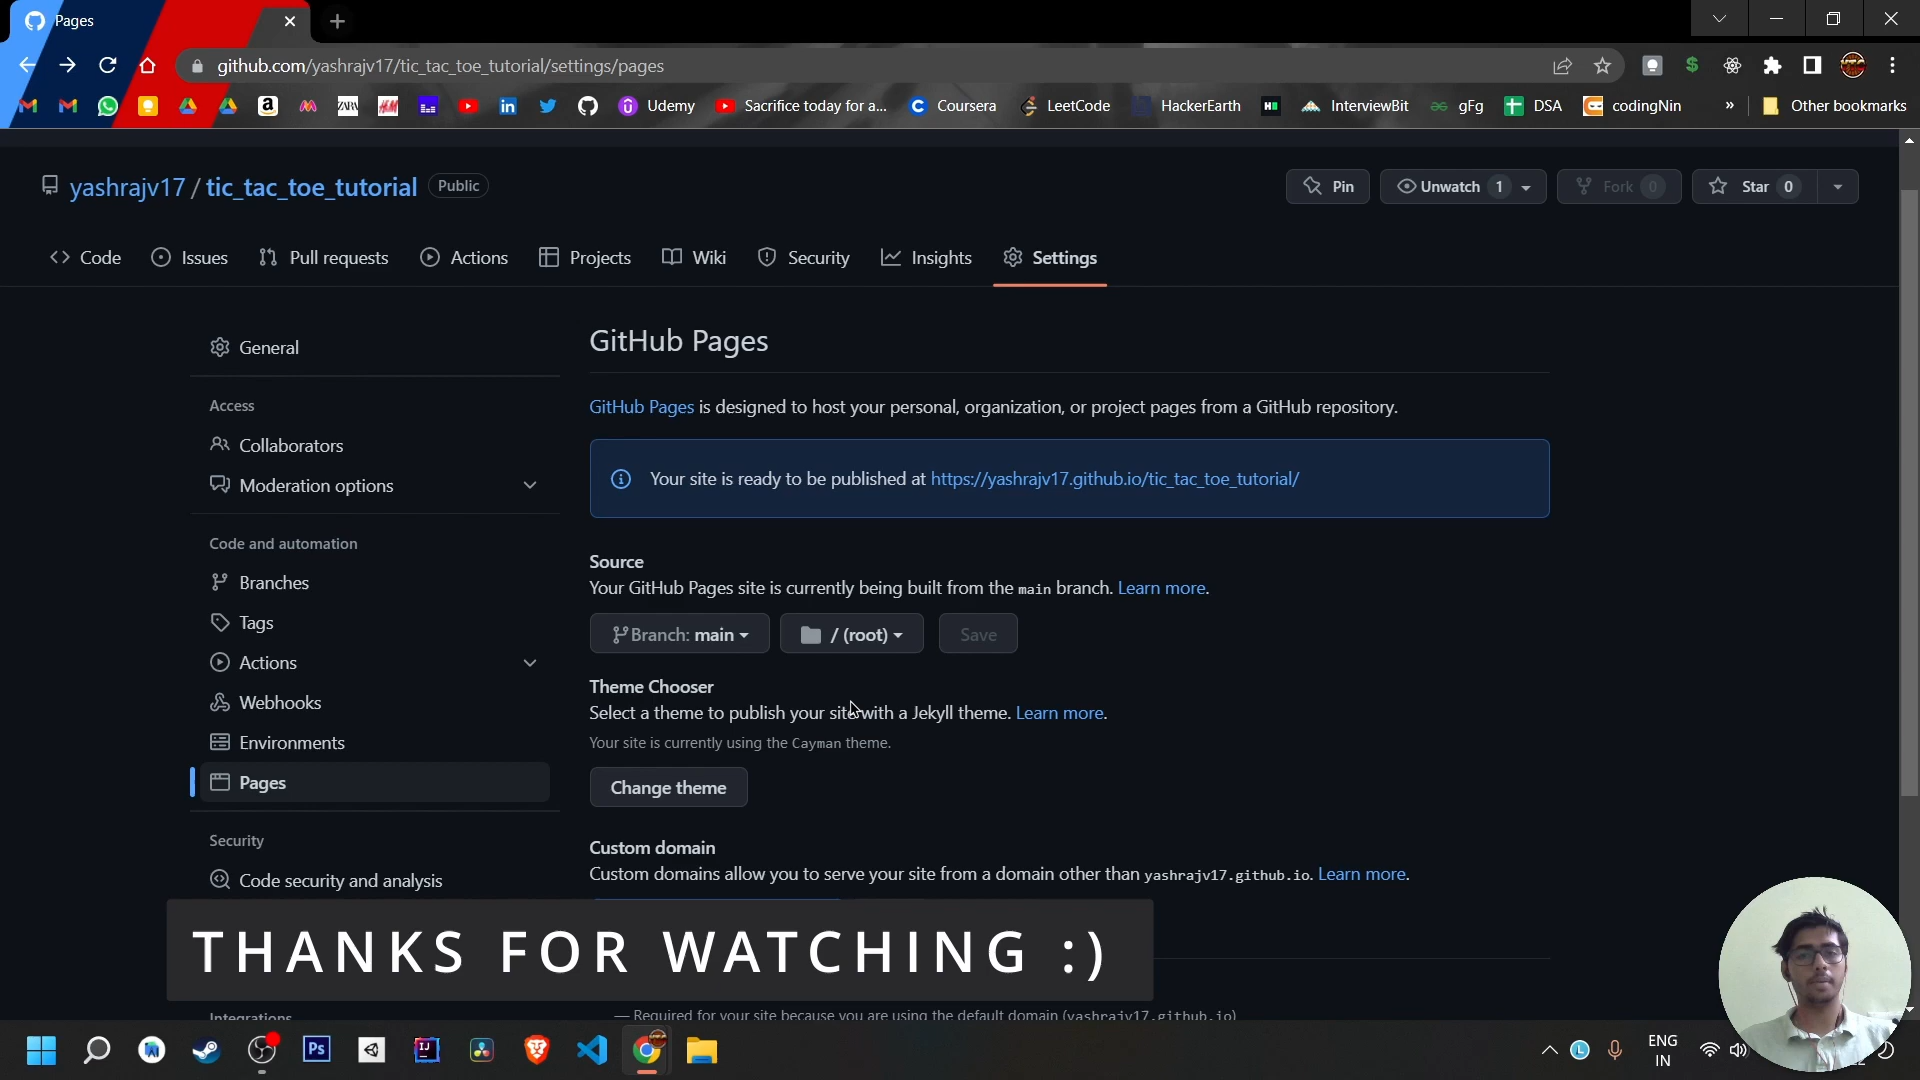 Pages
github.com/yashrajv17/tic_tac_toe_tutorial/settings/pages
Udemy
Sacrifice today for a...
Coursera
LeetCode
HackerEarth
InterviewBit
gFg
DSA
codingNin
»
Other bookmarks
yashrajv17 / tic_tac_toe_tutorial Public
Pin
Unwatch 1
Fork 0
Star 0
Code
Issues
Pull requests
Actions
Projects
Wiki
Security
Insights
Settings
General
Access
Collaborators
Moderation options
Code and automation
Branches
Tags
Actions
Webhooks
Environments
Pages
Security
Code security and analysis
Integrations
GitHub Pages
GitHub Pages is designed to host your personal, organization, or project pages from a GitHub repository.
Your site is ready to be published at https://yashrajv17.github.io/tic_tac_toe_tutorial/
Source
Your GitHub Pages site is currently being built from the main branch. Learn more.
Branch: main
/ (root)
Save
Theme Chooser
Select a theme to publish your site with a Jekyll theme. Learn more.
Your site is currently using the Cayman theme.
Change theme
Custom domain
Custom domains allow you to serve your site from a domain other than yashrajv17.github.io. Learn more.
THANKS FOR WATCHING :)
— Required for your site because you are using the default domain (yashrajv17.github.io)
ENG
IN